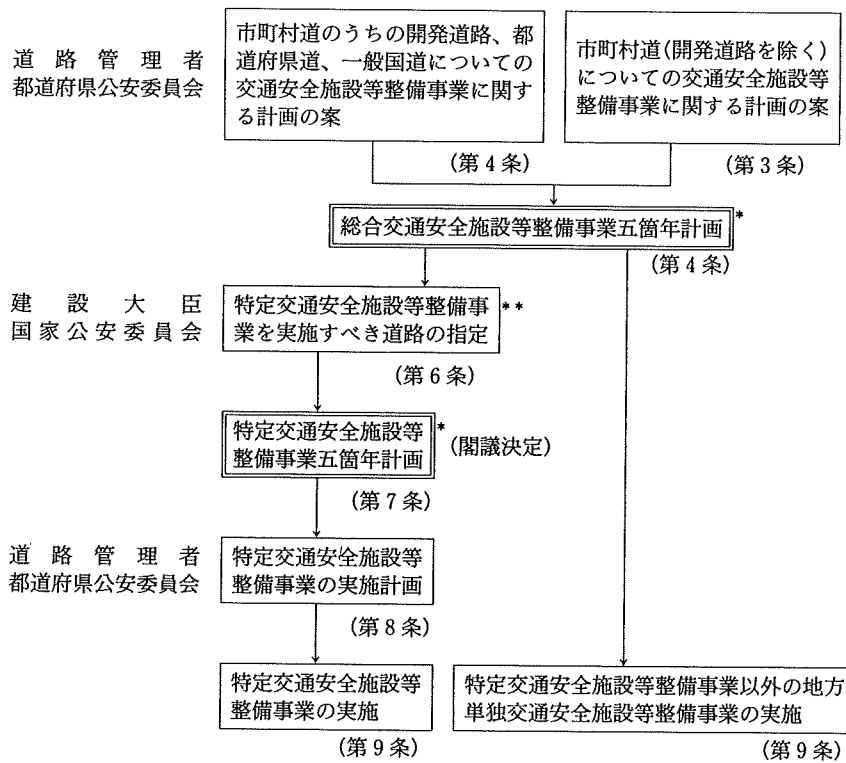 道路管理者
都道府県公安委員会
市町村道のうちの開発道路、都
道府県道、一般国道についての
交通安全施設等整備事業に関す
る計画の案
(第4条)
市町村道(開発道路を除く)
についての交通安全施設等
整備事業に関する計画の案
(第3条)
総合交通安全施設等整備事業五箇年計画*
(第4条)
建設大臣
国家公安委員会
特定交通安全施設等整備事**
業を実施すべき道路の指定
(第6条)
特定交通安全施設等*
整備事業五箇年計画
(閣議決定)
(第7条)
道路管理者
都道府県公安委員会
特定交通安全施設等
整備事業の実施計画
(第8条)
特定交通安全施設等
整備事業の実施
(第9条)
特定交通安全施設等整備事業以外の地方
単独交通安全施設等整備事業の実施
(第9条)